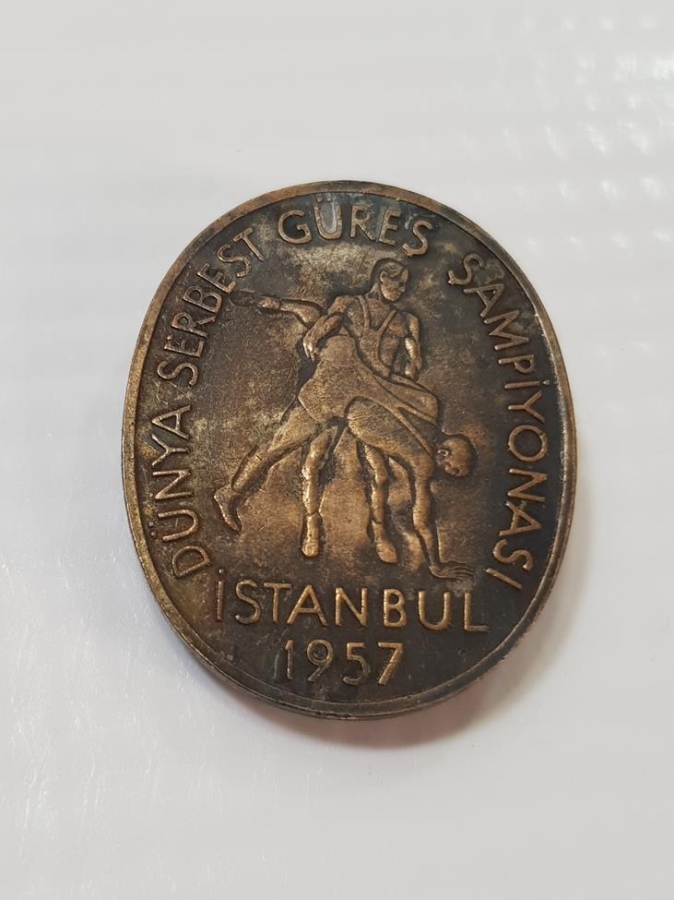 DÜNYA SERBEST GÜREŞ ŞAMPİYONASI
İSTANBUL
1957